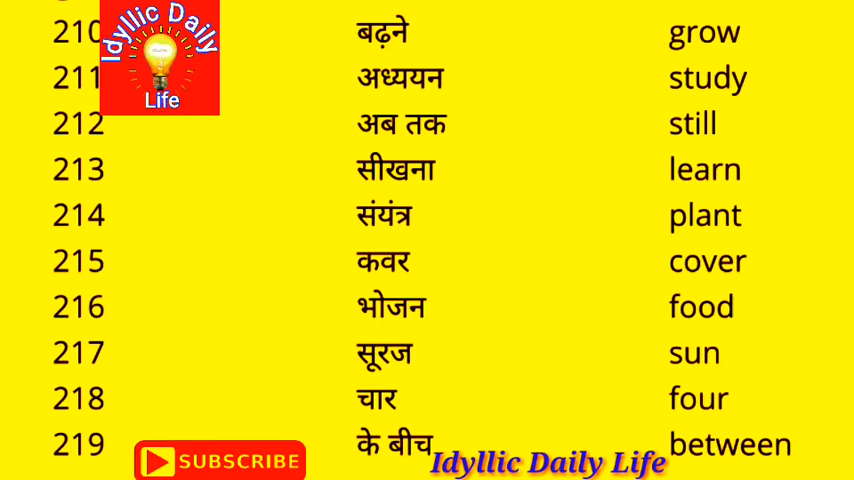 210 बढ़ने grow
Idyllic Daily
Life
211 अध्ययन study
212 अब तक still
213 सीखना learn
214 संयंत्र plant
215 कवर cover
216 भोजन food
217 सूरज sun
218 चार four
219 के बीच between
SUBSCRIBE
Idyllic Daily Life